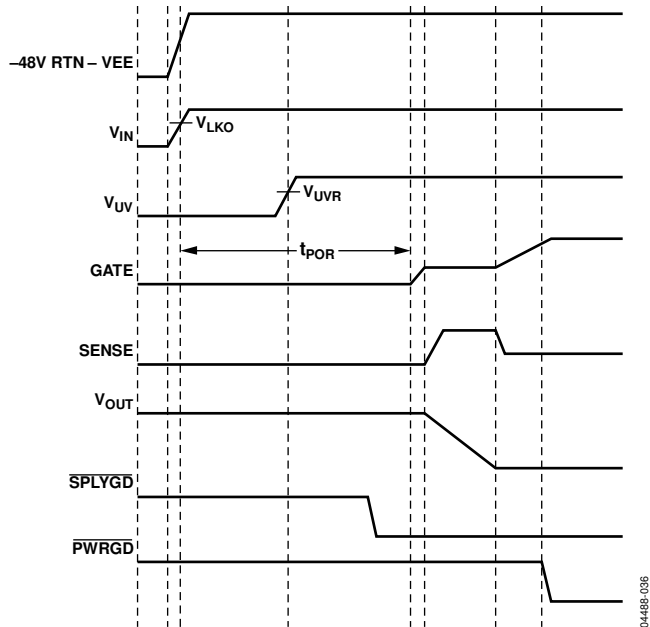 –48V RTN – VEE
VIN
VLKO
VUV
VUVR
tPOR
GATE
SENSE
VOUT
SPLYGD
PWRGD
04488-036